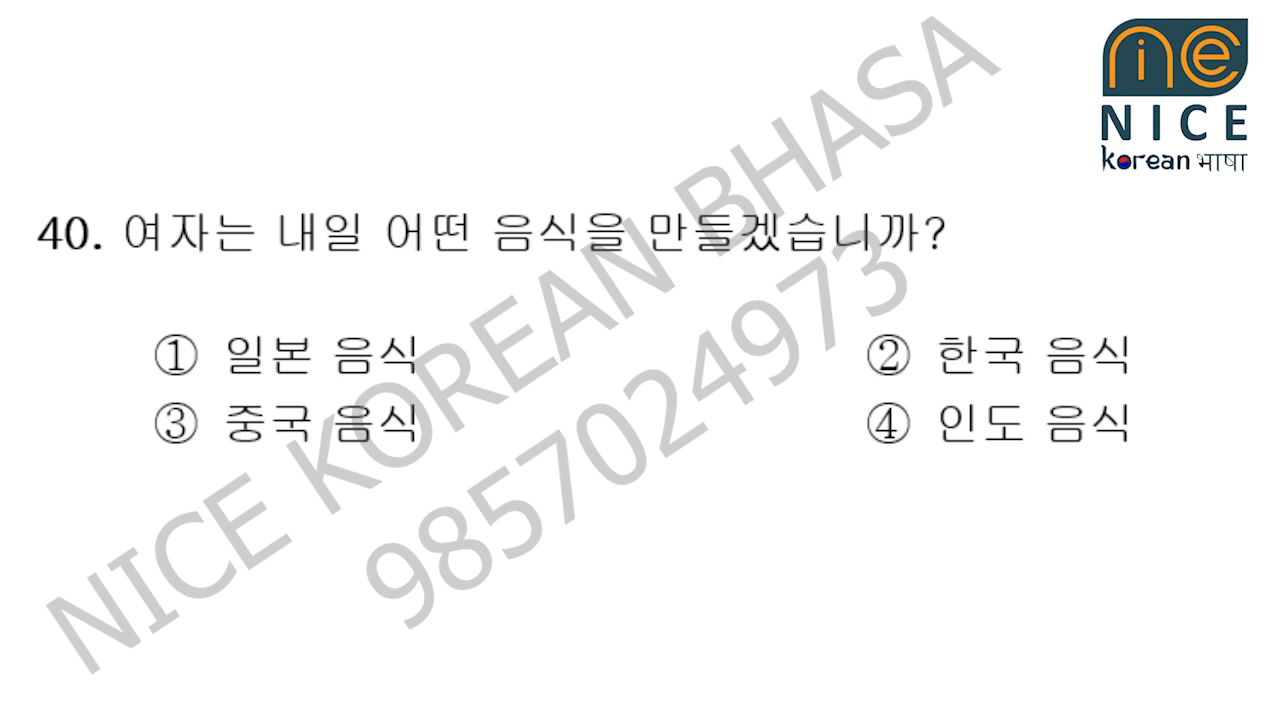 nie
NICE
korean भाषा
40. 여자는 내일 어떤 음식을 만들겠습니까?
① 일본 음식 ② 한국 음식
③ 중국 음식 ④ 인도 음식
NICE KOREAN BHASA
9857024973